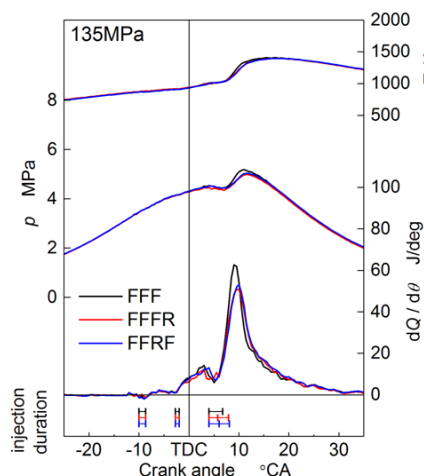 135MPa
2000
1500
1000
500
8
6
4
2
0
p MPa
100
80
60
40
20
0
dQ / dθ J/deg
FFF
FFFR
FFRF
injection
duration
-20 -10 TDC 10 20 30
Crank angle °CA